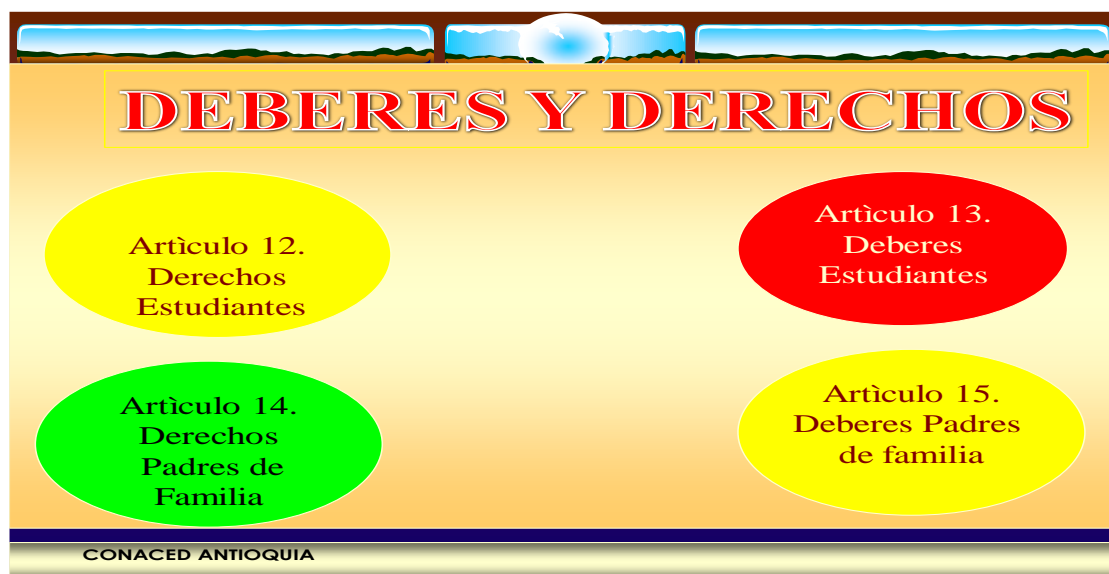 DEBERES Y DERECHOS
Artìculo 12.
Derechos
Estudiantes
Artìculo 13.
Deberes
Estudiantes
Artìculo 14.
Derechos
Padres de
Familia
Artìculo 15.
Deberes Padres
de familia
CONACED ANTIOQUIA